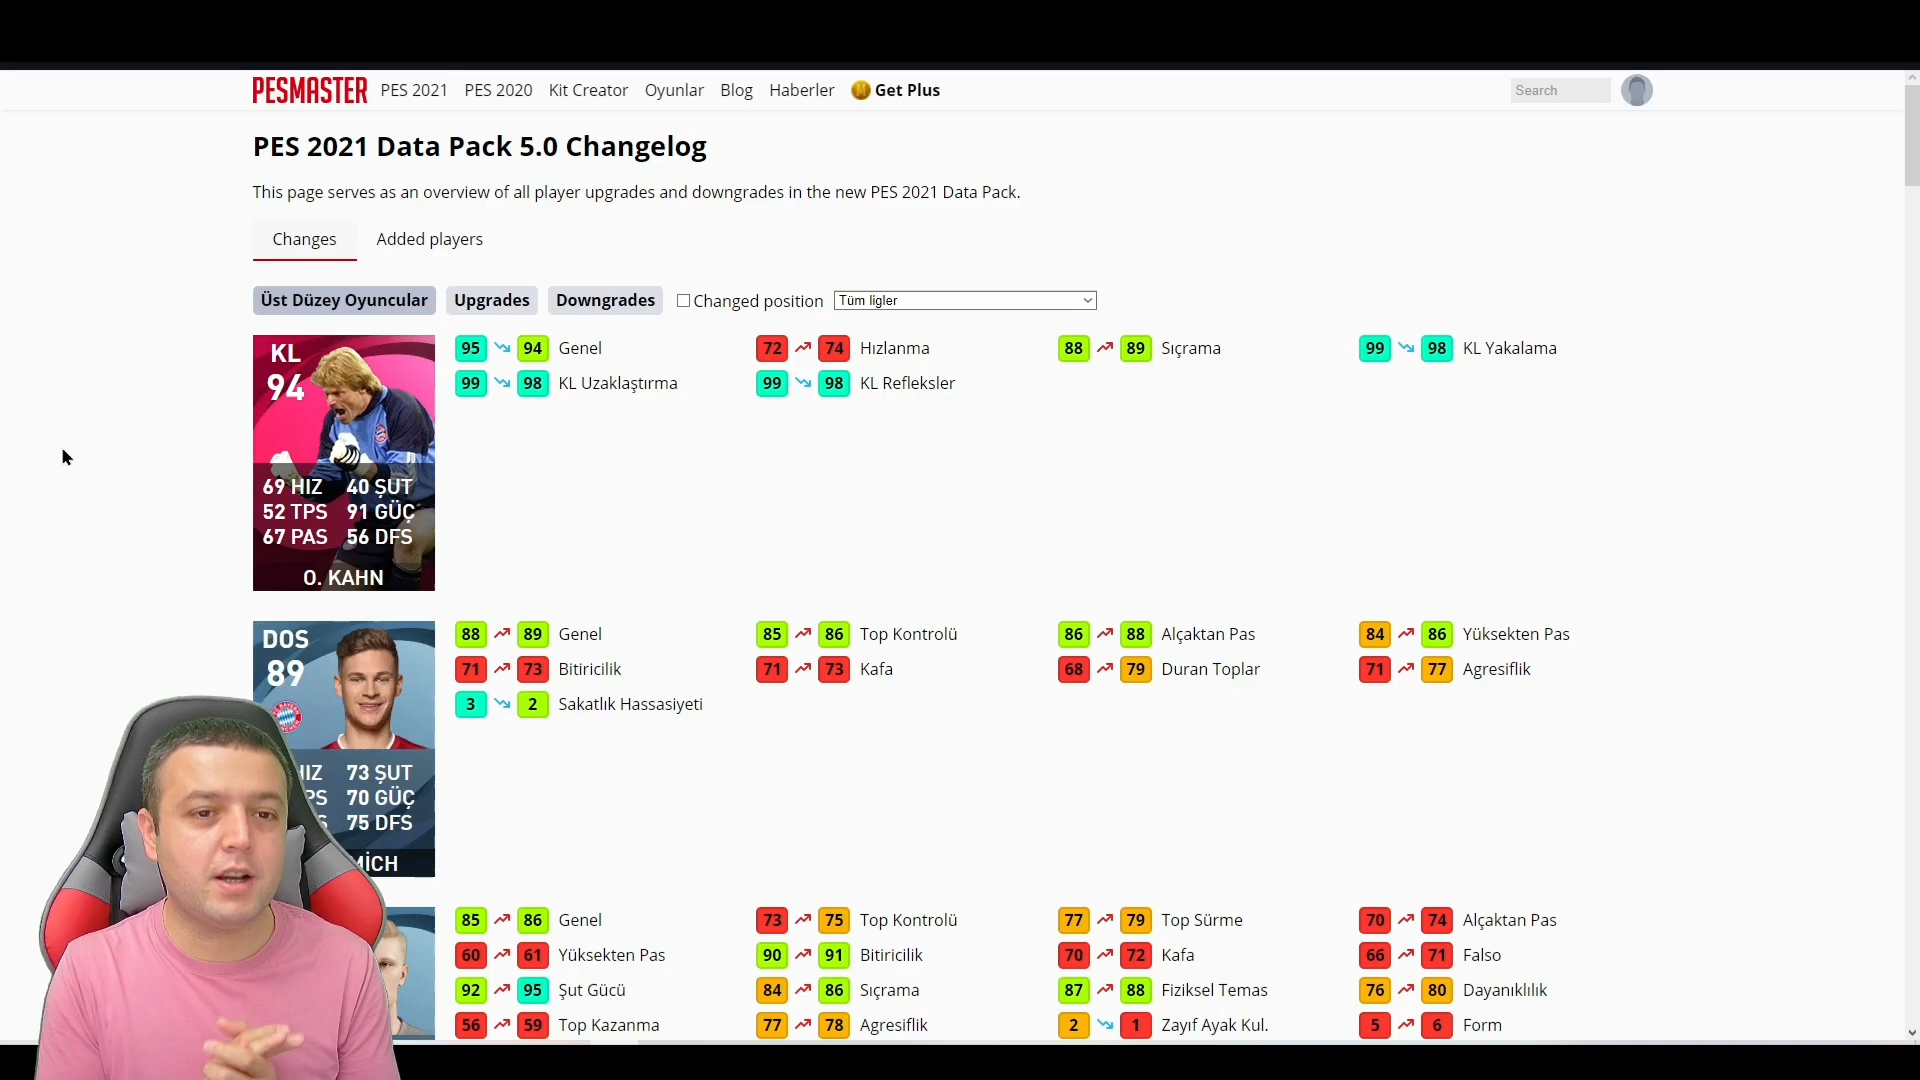 PESMASTER PES 2021 PES 2020 Kit Creator Oyunlar Blog Haberler Get Plus Search
PES 2021 Data Pack 5.0 Changelog
This page serves as an overview of all player upgrades and downgrades in the new PES 2021 Data Pack.
Changes Added players
Üst Düzey Oyuncular Upgrades Downgrades Changed position Tüm ligler
KL
94
69 HIZ 40 ŞUT
52 TPS 91 GÜÇ
67 PAS 56 DFS
O. KAHN
95 94 Genel 72 74 Hızlanma 88 89 Sıçrama 99 98 KL Yakalama
99 98 KL Uzaklaştırma 99 98 KL Refleksler
DOS
89
73 ŞUT
70 GÜÇ
75 DFS
88 89 Genel 85 86 Top Kontrolü 86 88 Alçaktan Pas 84 86 Yüksekten Pas
71 73 Bitiricilik 71 73 Kafa 68 79 Duran Toplar 71 77 Agresiflik
3 2 Sakatlık Hassasiyeti
85 86 Genel 73 75 Top Kontrolü 77 79 Top Sürme 70 74 Alçaktan Pas
60 61 Yüksekten Pas 90 91 Bitiricilik 70 72 Kafa 66 71 Falso
92 95 Şut Gücü 84 86 Sıçrama 87 88 Fiziksel Temas 76 80 Dayanıklılık
56 59 Top Kazanma 77 78 Agresiflik 2 1 Zayıf Ayak Kul. 5 6 Form